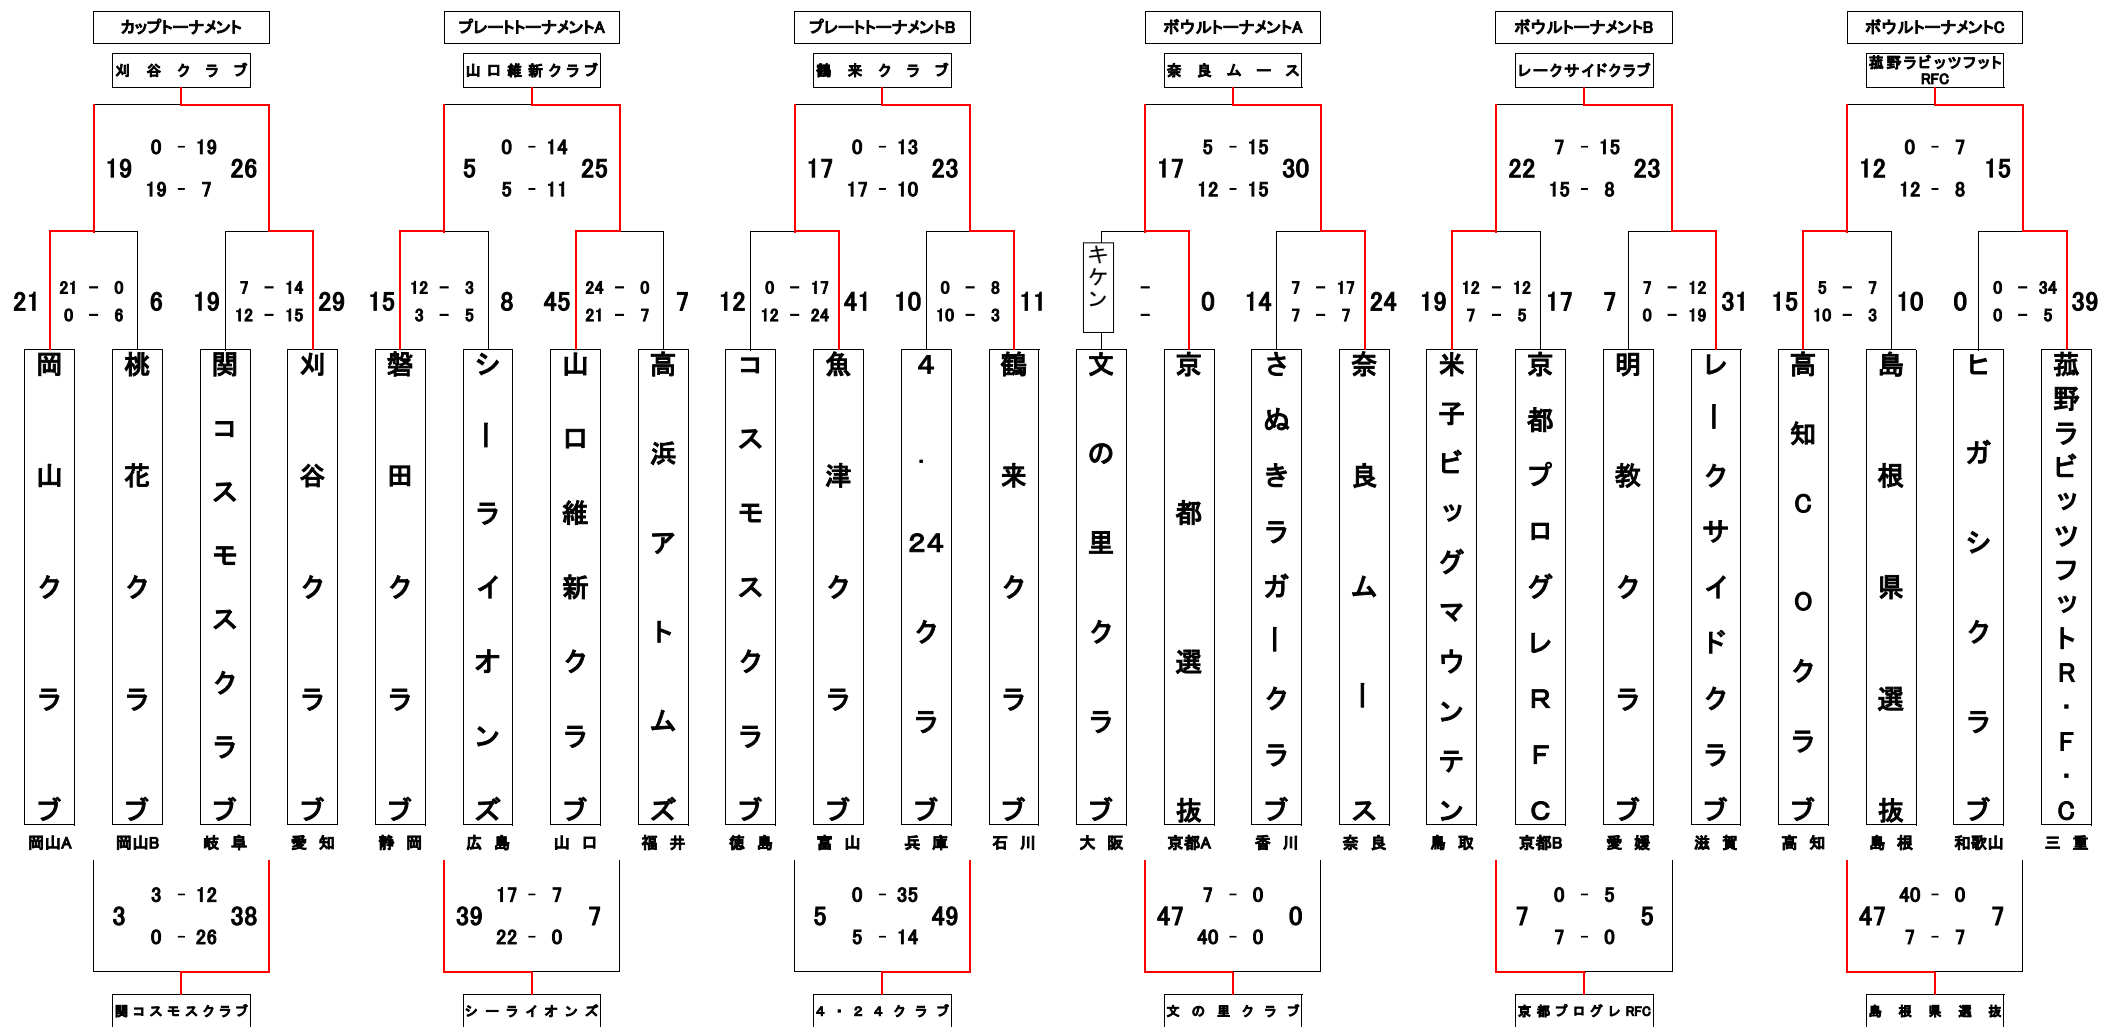 カップトーナメント
プレートトーナメントA
プレートトーナメントB
ボウルトーナメントA
ボウルトーナメントB
ボウルトーナメントC
刈谷クラブ
山口維新クラブ
鶴来クラブ
奈良ムース
レークサイドクラブ
菰野ラビッツフット
RFC
0 - 19
19 26
19 - 7
0 - 14
5 25
5 - 11
0 - 13
17 23
17 - 10
5 - 15
17 30
12 - 15
7 - 15
22 23
15 - 8
0 - 7
12 15
12 - 8
21 - 0
21 6
0 - 6
7 - 14
19 29
12 - 15
12 - 3
15 8
3 - 5
24 - 0
45 7
21 - 7
0 - 17
12 41
12 - 24
0 - 8
10 11
10 - 3
キケン
-
0
-
7 - 17
14 24
7 - 7
12 - 12
19 17
7 - 5
7 - 12
7 31
0 - 19
5 - 7
15 10
10 - 3
0 - 34
0 39
0 - 5
岡山クラブ
桃花クラブ
関コスモスクラブ
刈谷クラブ
磐田クラブ
シーライオンズ
山口維新クラブ
高浜アトムズ
コスモスクラブ
魚津クラブ
4．24クラブ
鶴来クラブ
文の里クラブ
京都選抜
さぬきラガークラブ
奈良ムース
米子ビッグマウンテン
京都プログレRFC
明教クラブ
レークサイドクラブ
高知COクラブ
島根県選抜
ヒガシクラブ
菰野ラビッツフットR．F．C
岡山A
岡山B
岐阜
愛知
静岡
広島
山口
福井
徳島
富山
兵庫
石川
大阪
京都A
香川
奈良
鳥取
京都B
愛媛
滋賀
高知
島根
和歌山
三重
3 - 12
3 38
0 - 26
17 - 7
39 7
22 - 0
0 - 35
5 49
5 - 14
7 - 0
47 0
40 - 0
0 - 5
7 5
7 - 0
40 - 0
47 7
7 - 7
関コスモスクラブ
シーライオンズ
4・24クラブ
文の里クラブ
京都プログレRFC
島根県選抜